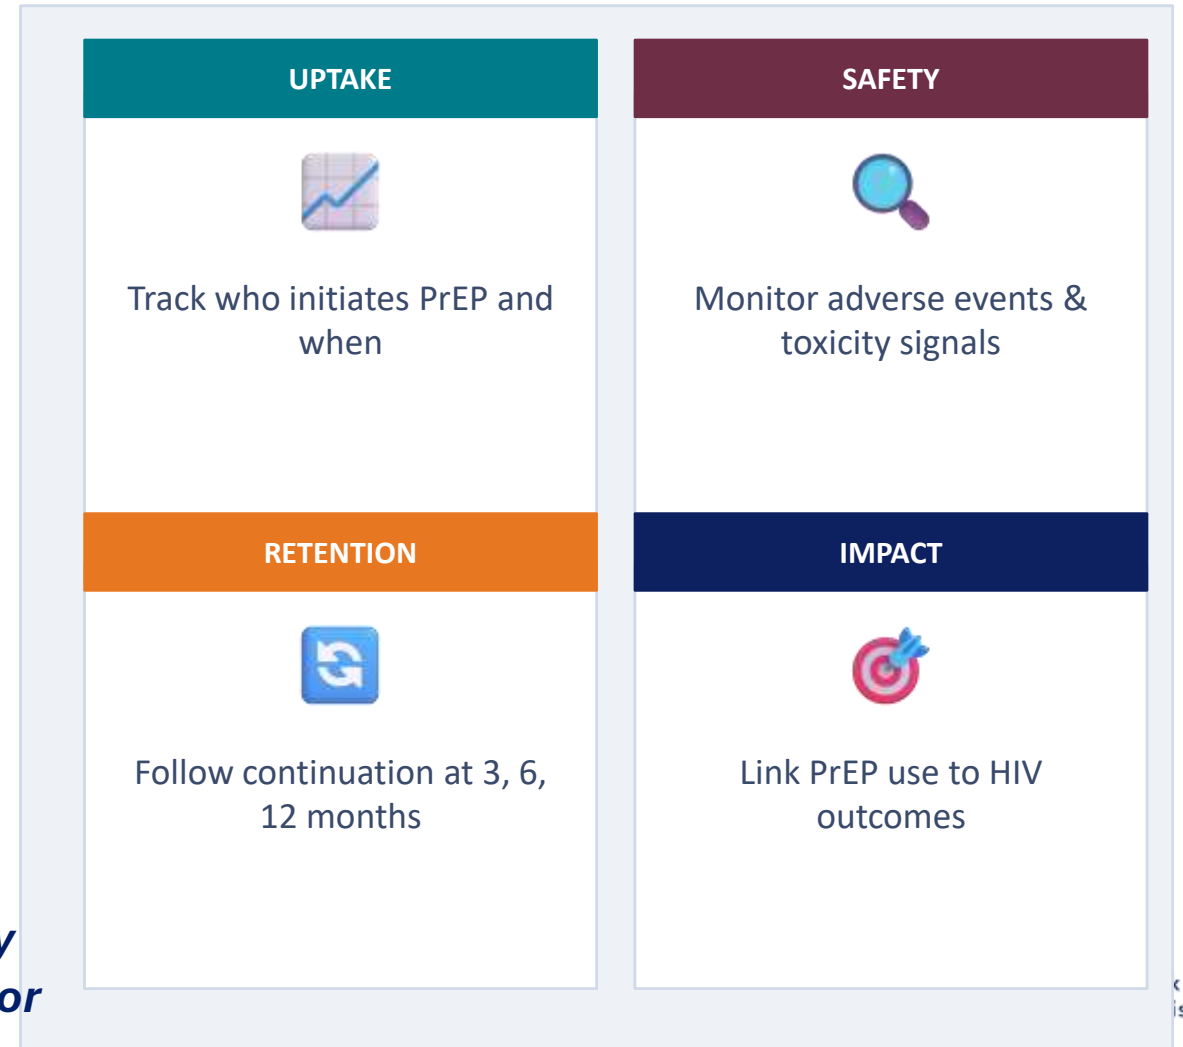 UPTAKE
Track who initiates PrEP and
when
SAFETY
Monitor adverse events &
toxicity signals
RETENTION
Follow continuation at 3, 6,
12 months
IMPACT
Link PrEP use to HIV
outcomes